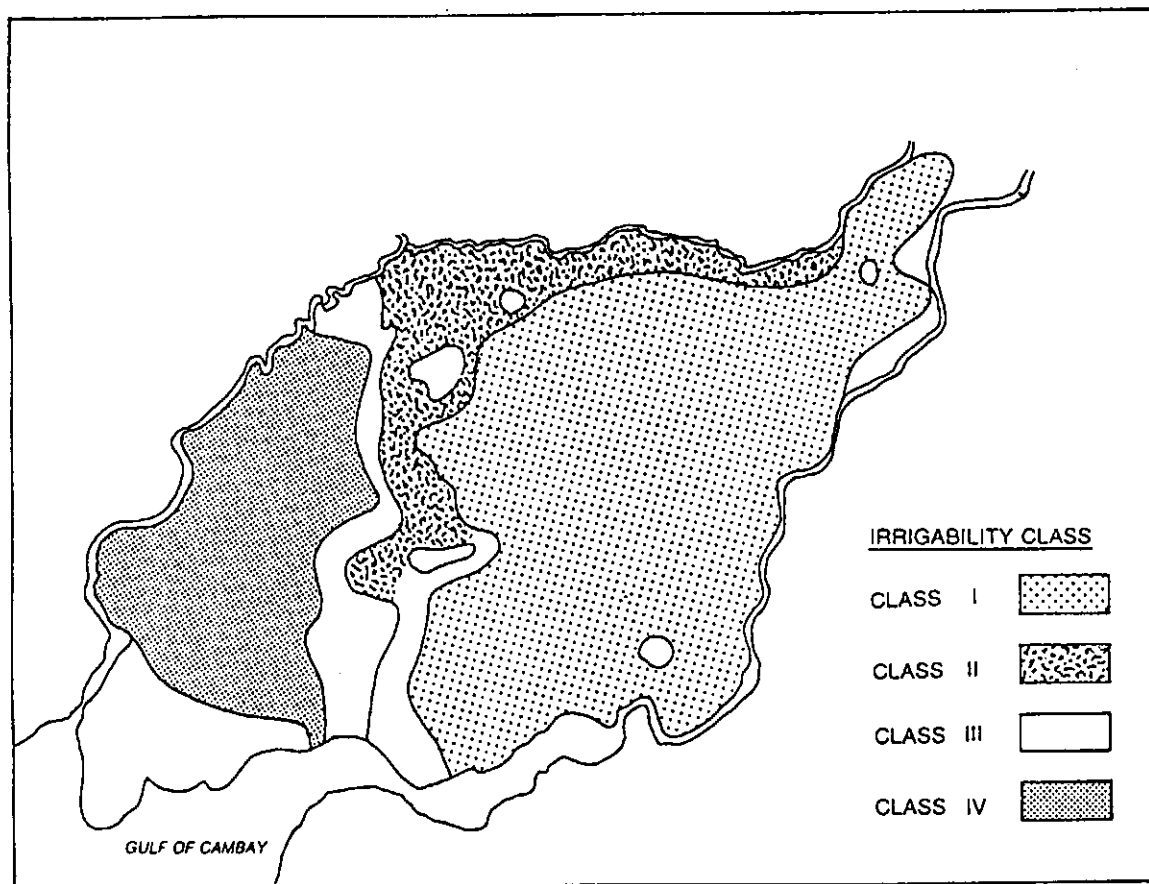 IRRIGABILITY CLASS
CLASS I
CLASS II
CLASS III
CLASS IV
GULF OF CAMBAY